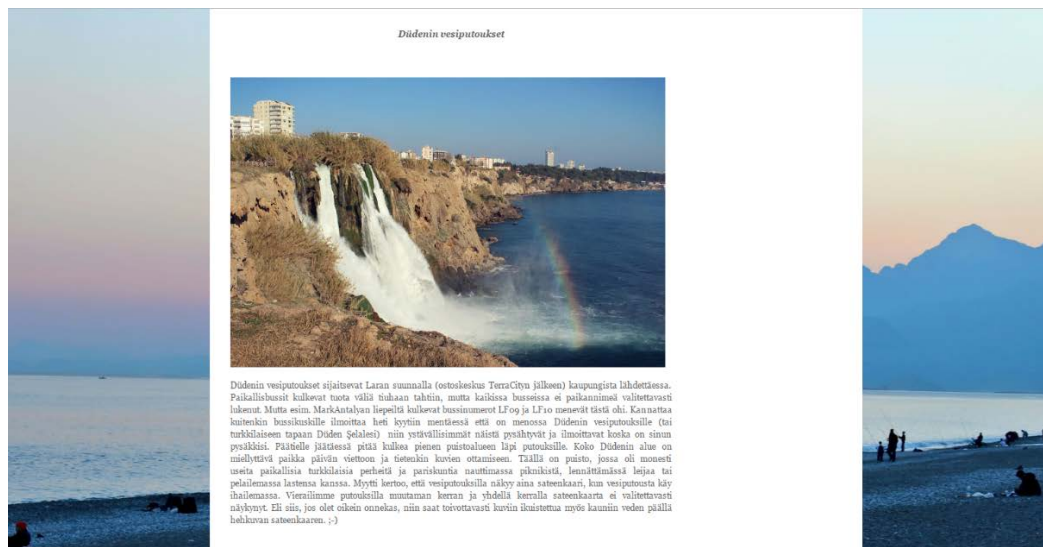 Düdenin vesiputoukset
Düdenin vesiputoukset sijaitsevat Laran suunnalla (ostoskeskus TerraCityn jälkeen) kaupungista lähdettäessa.
Paikallisbussit kulkevat tuota väliä tiuhaan tahtiin, mutta kaikissa busseissa ei paikannimeä valitettavasti
lukenut. Mutta esim. MarkAntalyan liepeiltä kulkevat bussinumerot LF09 ja LF10 menevät tästä ohi. Kannattaa
kuitenkin bussikuskille ilmoittaa heti kyytiin mentäessä että on menossa Düdenin vesiputouksille (tai
turkkilaiseen tapaan Düden Şelalesi) niin ystävällisimmät näistä pysähtyvät ja ilmoittavat koska on sinun
pysäkkisi. Päätielle jäätäessä pitää kulkea pienen puistoalueen läpi putouksille. Koko Düdenin alue on
miellyttävä paikka päivän viettoon ja tietenkin kuvien ottamiseen. Täällä on puisto, jossa oli monesti
useita paikallisia turkkilaisia perheitä ja pariskuntia nauttimassa piknikistä, lennättämässä leijaa tai
pelailemassa lastensa kanssa. Myytti kertoo, että vesiputouksilla näkyy aina sateenkaari, kun vesiputousta käy
ihailemassa. Vierailimme putouksilla muutaman kerran ja yhdellä kerralla sateenkaarta ei valitettavasti
näkynyt. Eli siis, jos olet oikein onnekas, niin saat toivottavasti kuviin ikuistettua myös kauniin veden päällä
hehkuvan sateenkaaren. ;-)